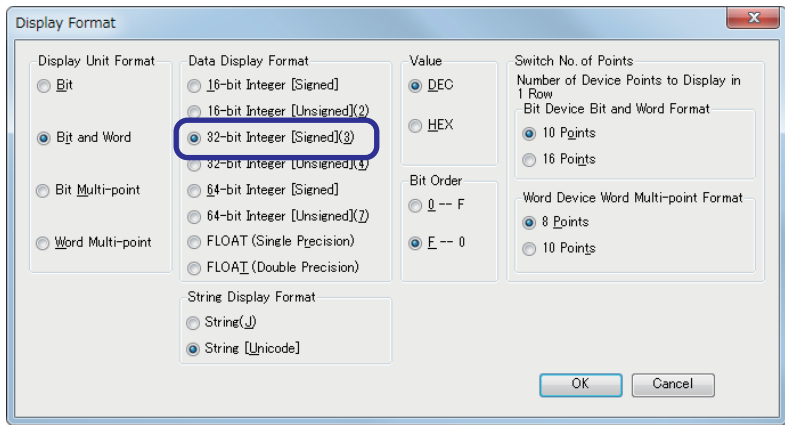 Display Format
x
Display Unit Format
Bit
Bit and Word
Bit Multi-point
Word Multi-point
Data Display Format
16-bit Integer [Signed]
16-bit Integer [Unsigned](2)
32-bit Integer [Signed](3)
32-bit Integer [Unsigned](4)
64-bit Integer [Signed]
64-bit Integer [Unsigned](7)
FLOAT (Single Precision)
FLOAT (Double Precision)
String Display Format
String(J)
String [Unicode]
Value
DEC
HEX
Bit Order
0 -- F
F -- 0
Switch No. of Points
Number of Device Points to Display in
1 Row
Bit Device Bit and Word Format
10 Points
16 Points
Word Device Word Multi-point Format
8 Points
10 Points
OK
Cancel